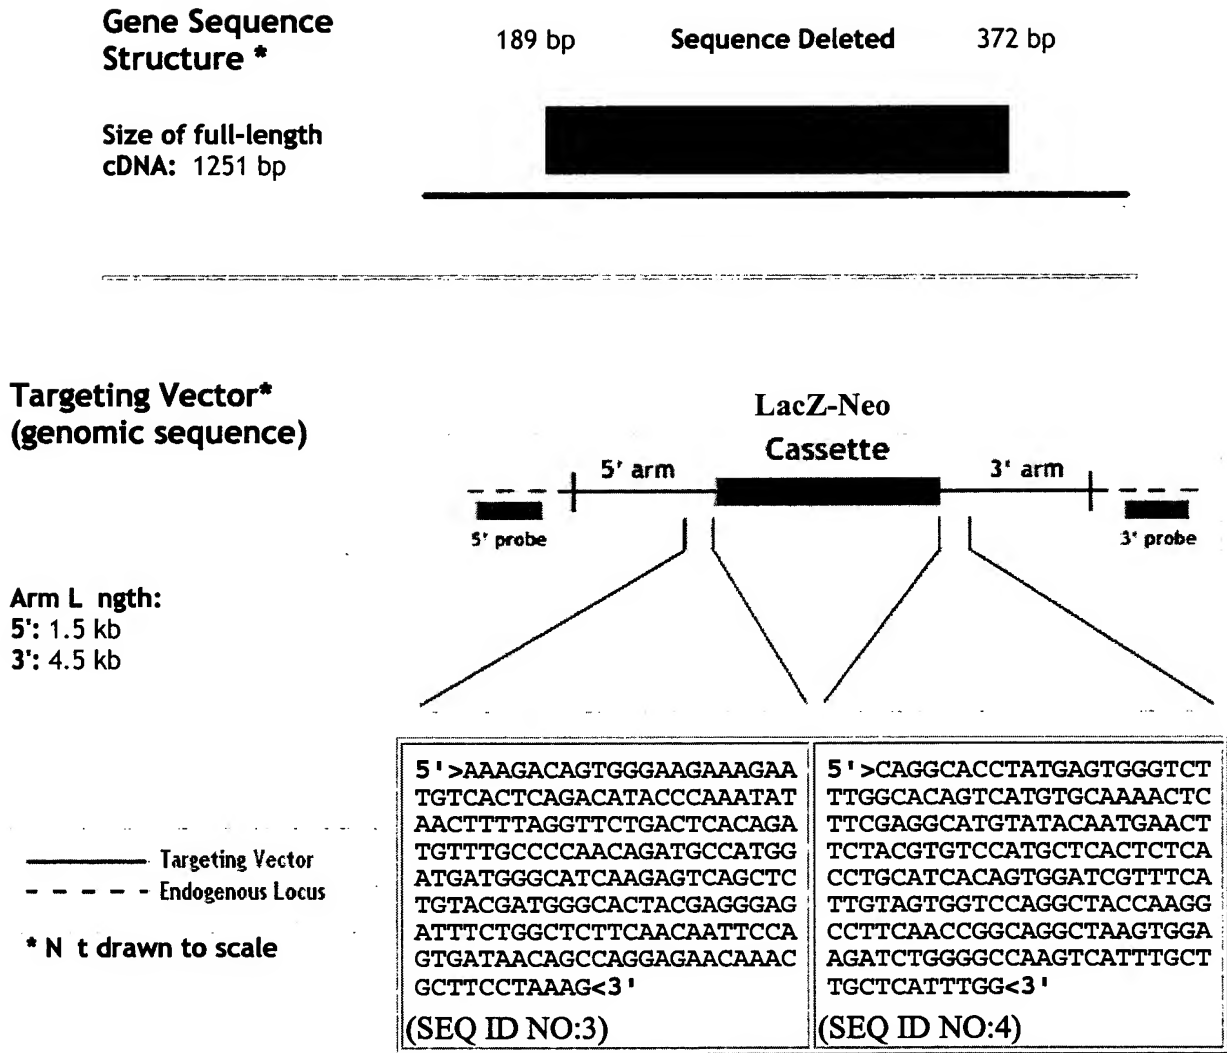 Gene Sequence
Structure *
189 bp Sequence Deleted 372 bp
Size of full-length
cDNA: 1251 bp
Targeting Vector*
(genomic sequence)
LacZ-Neo
Cassette
5' arm 3' arm
5' probe 3' probe
Arm L ngth:
5': 1.5 kb
3': 4.5 kb
5'>AAAGACAGTGGGAAGAAAGAA
TGTCACTCAGACATACCCAAATAT
AACTTTTAGGTTCTGACTCACAGA
TGTTTGCCCCAACAGATGCCATGG
ATGATGGGCATCAAGAGTCAGCTC
TGTACGATGGGCACTACGAGGGAG
ATTTCTGGCTCTTCAACAATTCCA
GTGATAACAGCCAGGAGAACAAAC
GCTTCCTAAAG<3'
(SEQ ID NO:3)
5'>CAGGCACCTATGAGTGGGTCT
TTGGCACAGTCATGTGCAAAACTC
TTCGAGGCATGTATACAATGAACT
TCTACGTGTCCATGCTCACTCTCA
CCTGCATCACAGTGGATCGTTTCA
TTGTAGTGGTCCAGGCTACCAAGG
CCTTCAACCGGCAGGCTAAGTGGA
AGATCTGGGGCCAAGTCATTTGCT
TGCTCATTTGG<3'
(SEQ ID NO:4)
Targeting Vector
Endogenous Locus
* N t drawn to scale